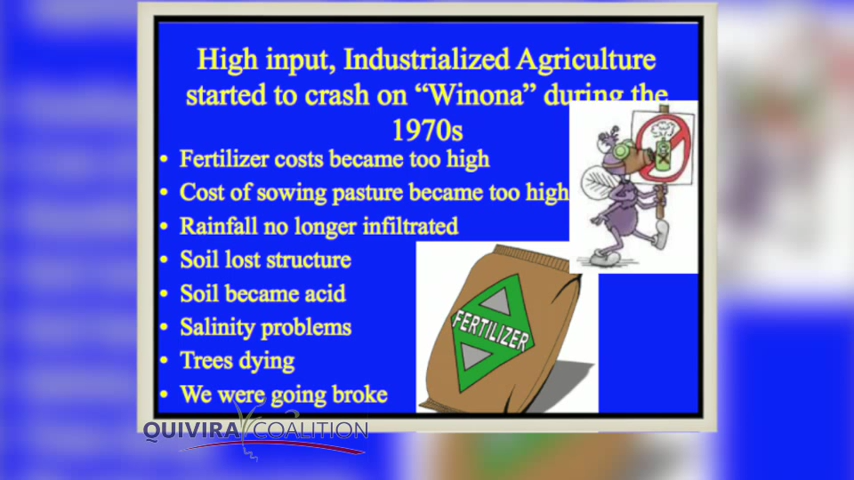 High input, Industrialized Agriculture
started to crash on “Winona” during the
1970s
• Fertilizer costs became too high
• Cost of sowing pasture became too high
• Rainfall no longer infiltrated
• Soil lost structure
• Soil became acid
• Salinity problems
• Trees dying
• We were going broke
FERTILIZER
QUIVIRA COALITION